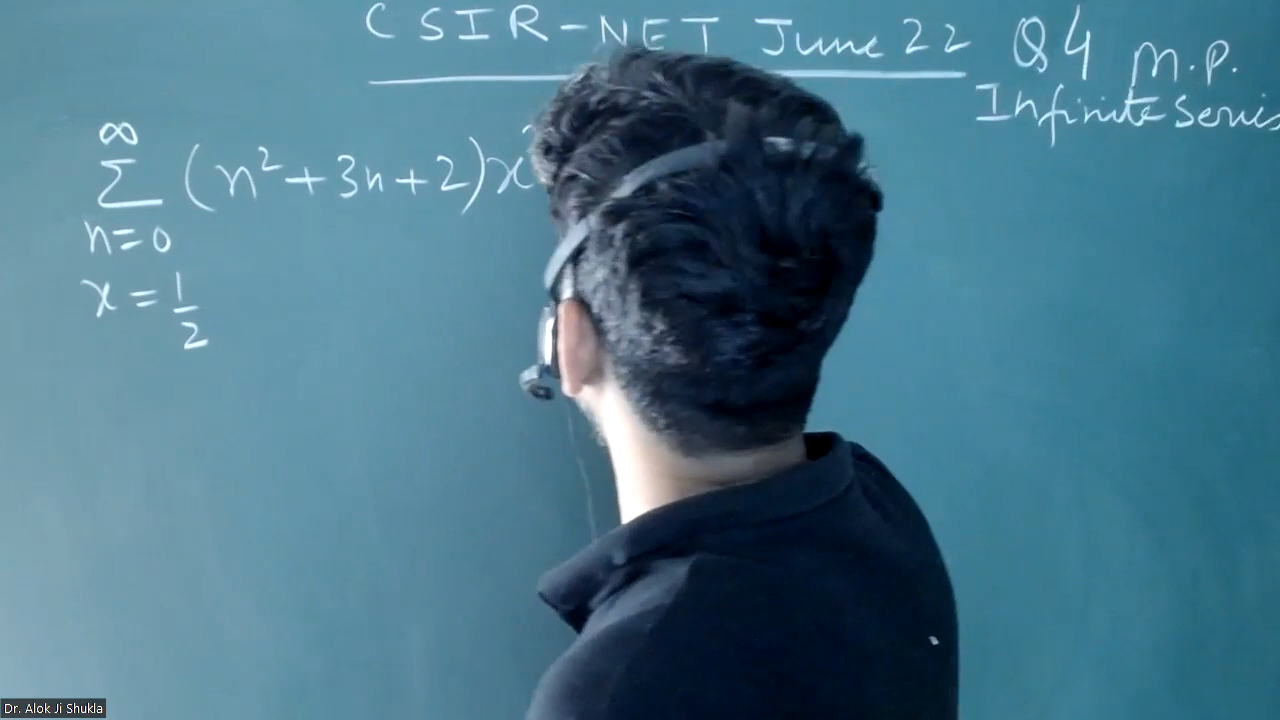 CSIR-NET June 22 Q4 M.P.
Infinite Series
∞
Σ (n²+3n+2)x
n=0
x = 1/2
Dr. Alok Ji Shukla